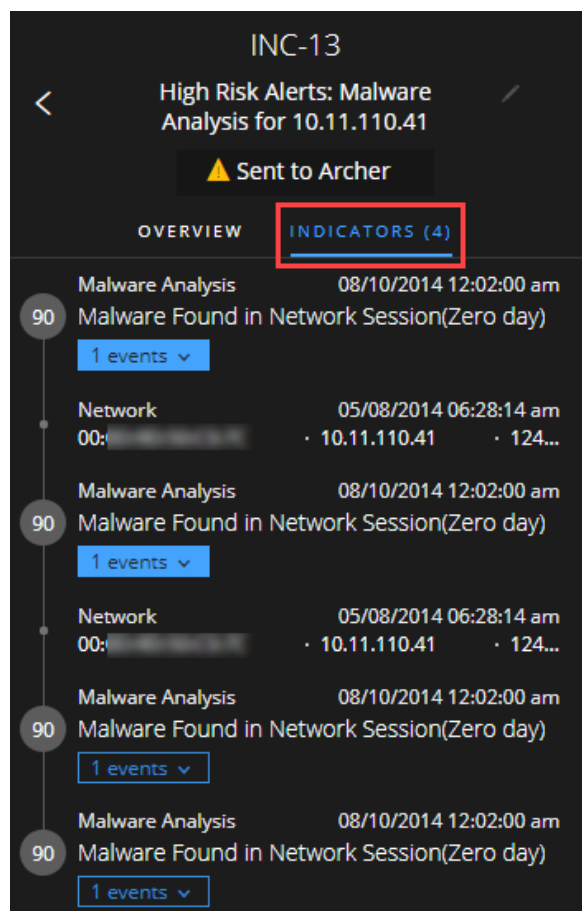 INC-13
High Risk Alerts: Malware
Analysis for 10.11.110.41
Sent to Archer
OVERVIEW INDICATORS (4)
Malware Analysis 08/10/2014 12:02:00 am
90 Malware Found in Network Session(Zero day)
1 events
Network 05/08/2014 06:28:14 am
00: · 10.11.110.41 · 124...
Malware Analysis 08/10/2014 12:02:00 am
90 Malware Found in Network Session(Zero day)
1 events
Network 05/08/2014 06:28:14 am
00: · 10.11.110.41 · 124...
Malware Analysis 08/10/2014 12:02:00 am
90 Malware Found in Network Session(Zero day)
1 events
Malware Analysis 08/10/2014 12:02:00 am
90 Malware Found in Network Session(Zero day)
1 events